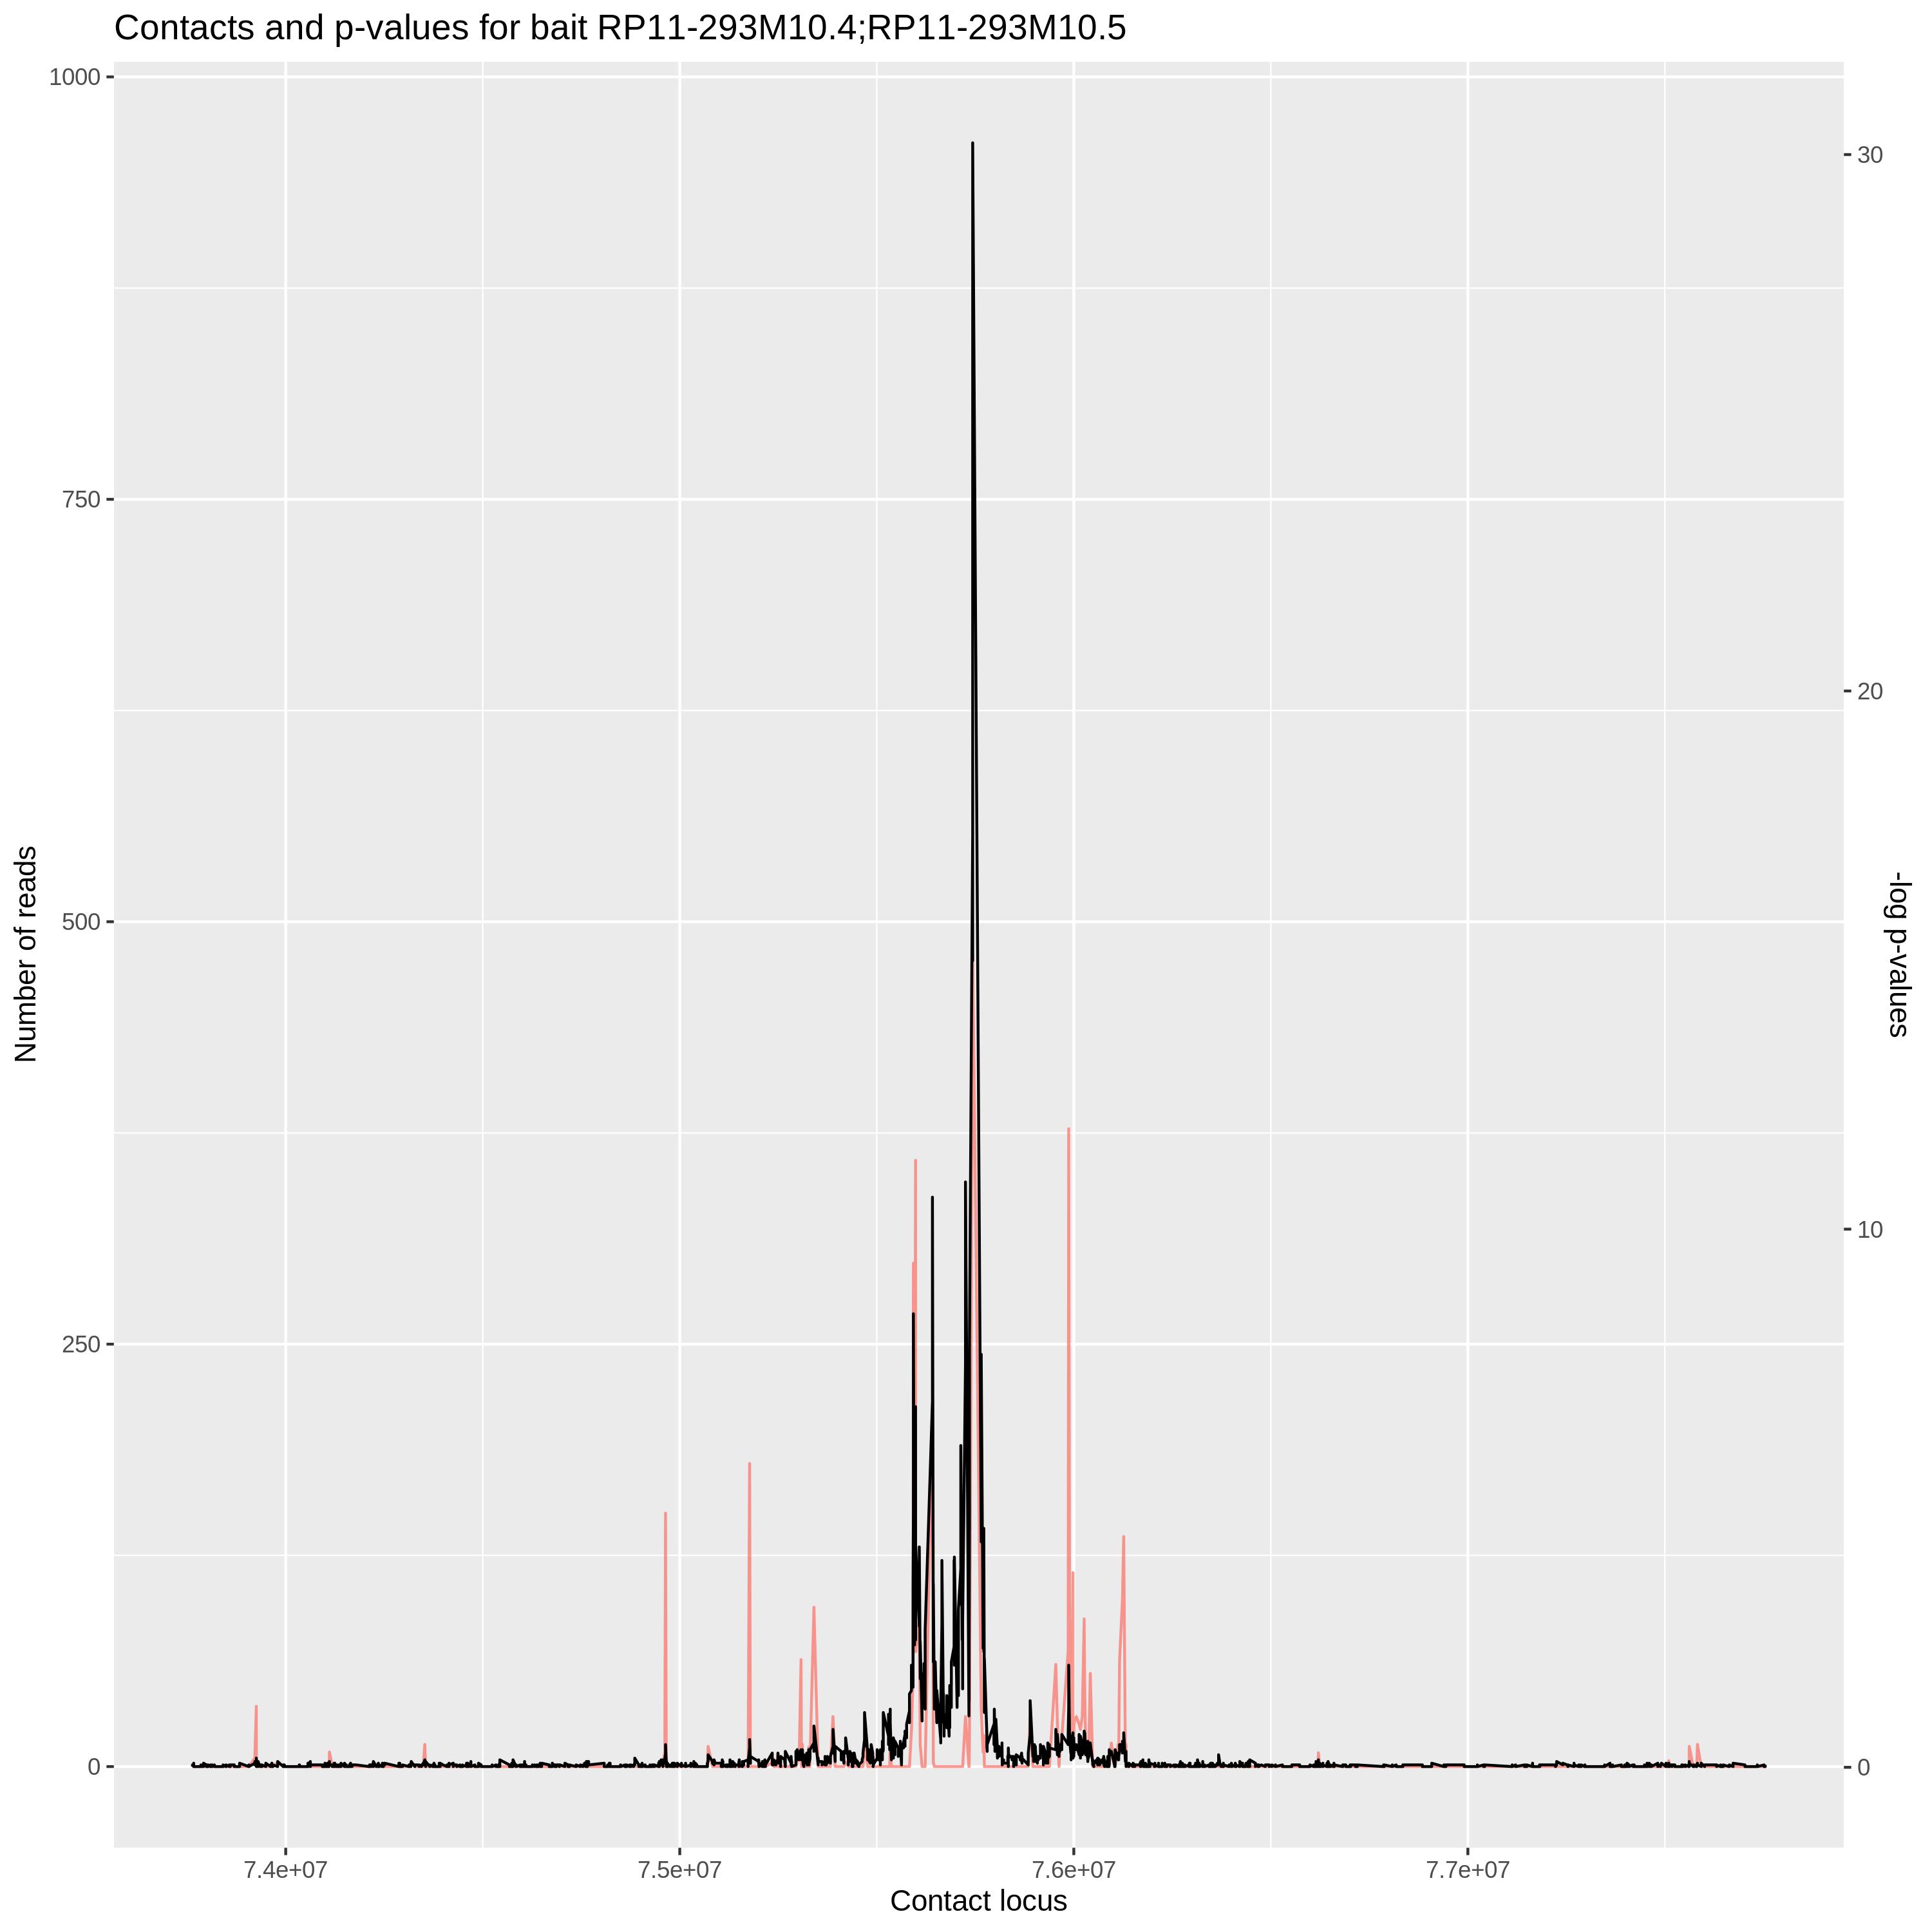 Contacts and p-values for bait RP11-293M10.4;RP11-293M10.5
1000
750
500
250
0
Number of reads
30
20
10
0
-log p-values
7.4e+07
7.5e+07
7.6e+07
7.7e+07
Contact locus